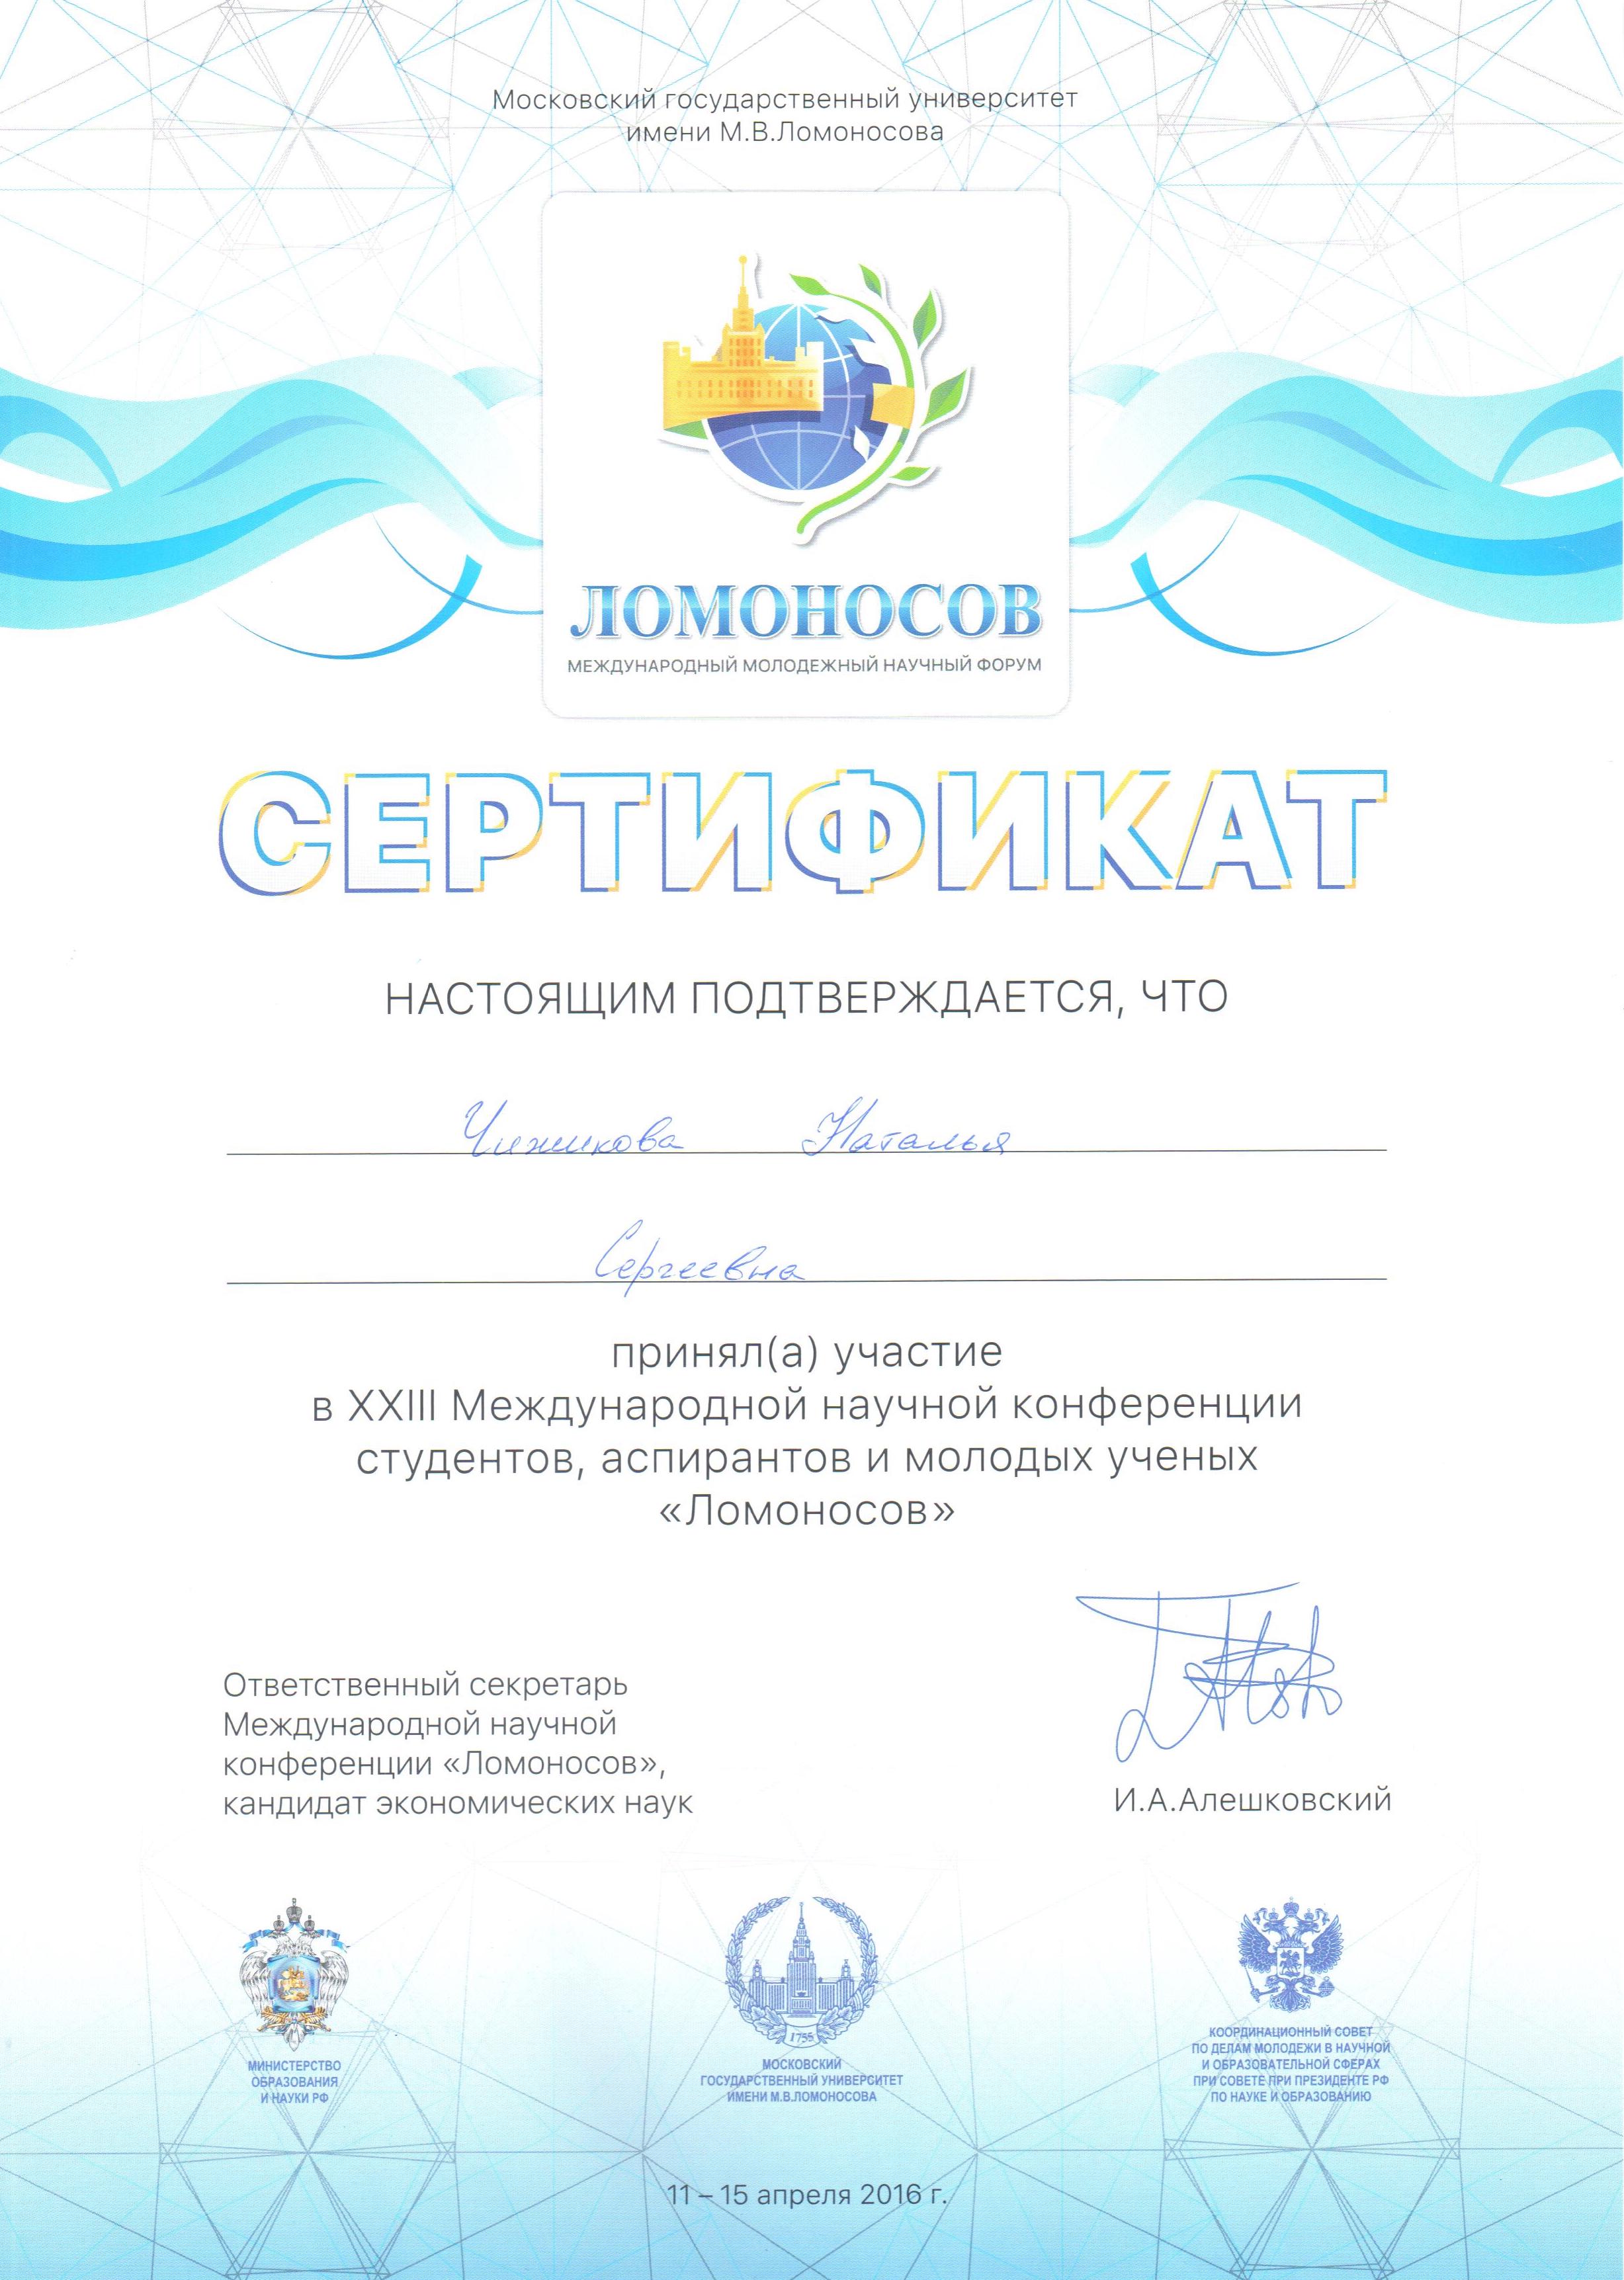 Московский государственный университет
имени М.В.Ломоносова
ЛОМОНОСОВ
МЕЖДУНАРОДНЫЙ МОЛОДЕЖНЫЙ НАУЧНЫЙ ФОРУМ
СЕРТИФИКАТ
НАСТОЯЩИМ ПОДТВЕРЖДАЕТСЯ, ЧТО
Чижикова Наталья
Сергеевна
принял(а) участие
в XXIII Международной научной конференции
студентов, аспирантов и молодых ученых
«Ломоносов»
Ответственный секретарь
Международной научной
конференции «Ломоносов»,
кандидат экономических наук
И.А.Алешковский
МИНИСТЕРСТВО
ОБРАЗОВАНИЯ
И НАУКИ РФ
1755
МОСКОВСКИЙ
ГОСУДАРСТВЕННЫЙ УНИВЕРСИТЕТ
ИМЕНИ М.В.ЛОМОНОСОВА
КООРДИНАЦИОННЫЙ СОВЕТ
ПО ДЕЛАМ МОЛОДЕЖИ В НАУЧНОЙ
И ОБРАЗОВАТЕЛЬНОЙ СФЕРАХ
ПРИ СОВЕТЕ ПРИ ПРЕЗИДЕНТЕ РФ
ПО НАУКЕ И ОБРАЗОВАНИЮ
11 – 15 апреля 2016 г.